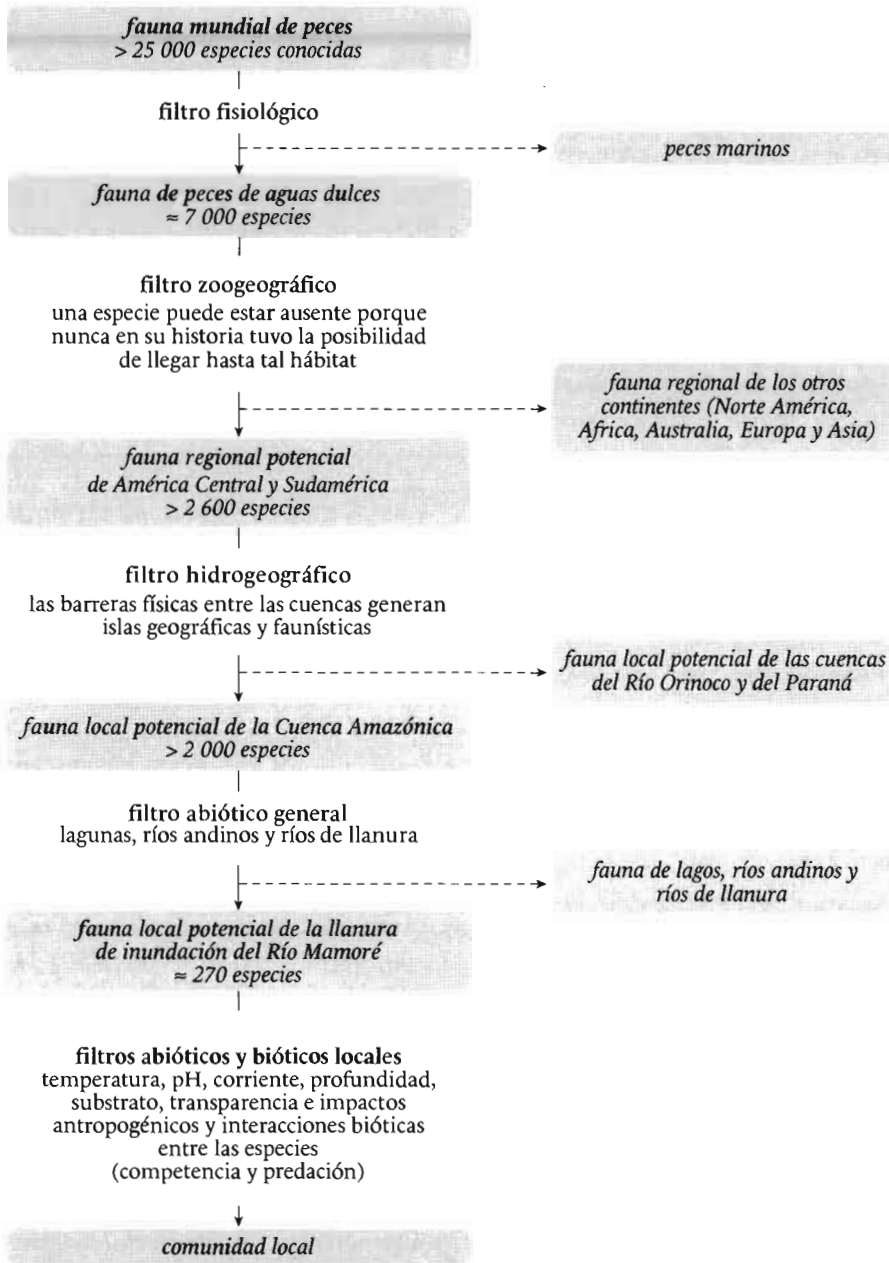 fauna mundial de peces
> 25 000 especies conocidas
filtro fisiológico
peces marinos
fauna de peces de aguas dulces
≈ 7 000 especies
filtro zoogeográfico
una especie puede estar ausente porque
nunca en su historia tuvo la posibilidad
de llegar hasta tal hábitat
fauna regional de los otros
continentes (Norte América,
Africa, Australia, Europa y Asia)
fauna regional potencial
de América Central y Sudamérica
> 2 600 especies
filtro hidrogeográfico
las barreras físicas entre las cuencas generan
islas geográficas y faunísticas
fauna local potencial de las cuencas
del Río Orinoco y del Paraná
fauna local potencial de la Cuenca Amazónica
> 2 000 especies
filtro abiótico general
lagunas, ríos andinos y ríos de llanura
fauna de lagos, ríos andinos y
ríos de llanura
fauna local potencial de la llanura
de inundación del Río Mamoré
≈ 270 especies
filtros abióticos y bióticos locales
temperatura, pH, corriente, profundidad,
substrato, transparencia e impactos
antropogénicos y interacciones bióticas
entre las especies
(competencia y predación)
comunidad local